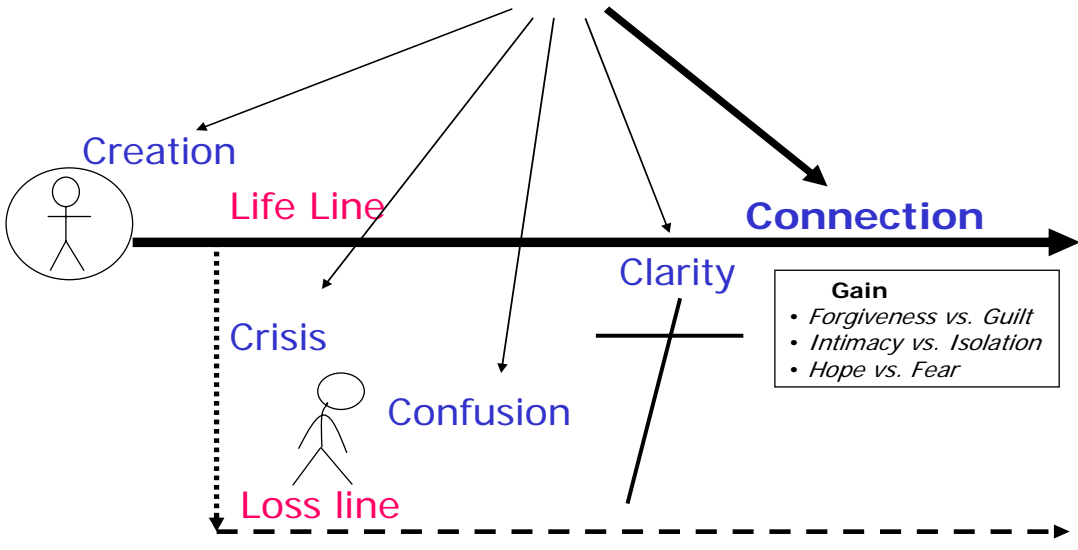 Creation
Life Line
Connection
Clarity
Gain
• Forgiveness vs. Guilt
• Intimacy vs. Isolation
• Hope vs. Fear
Crisis
Confusion
Loss line